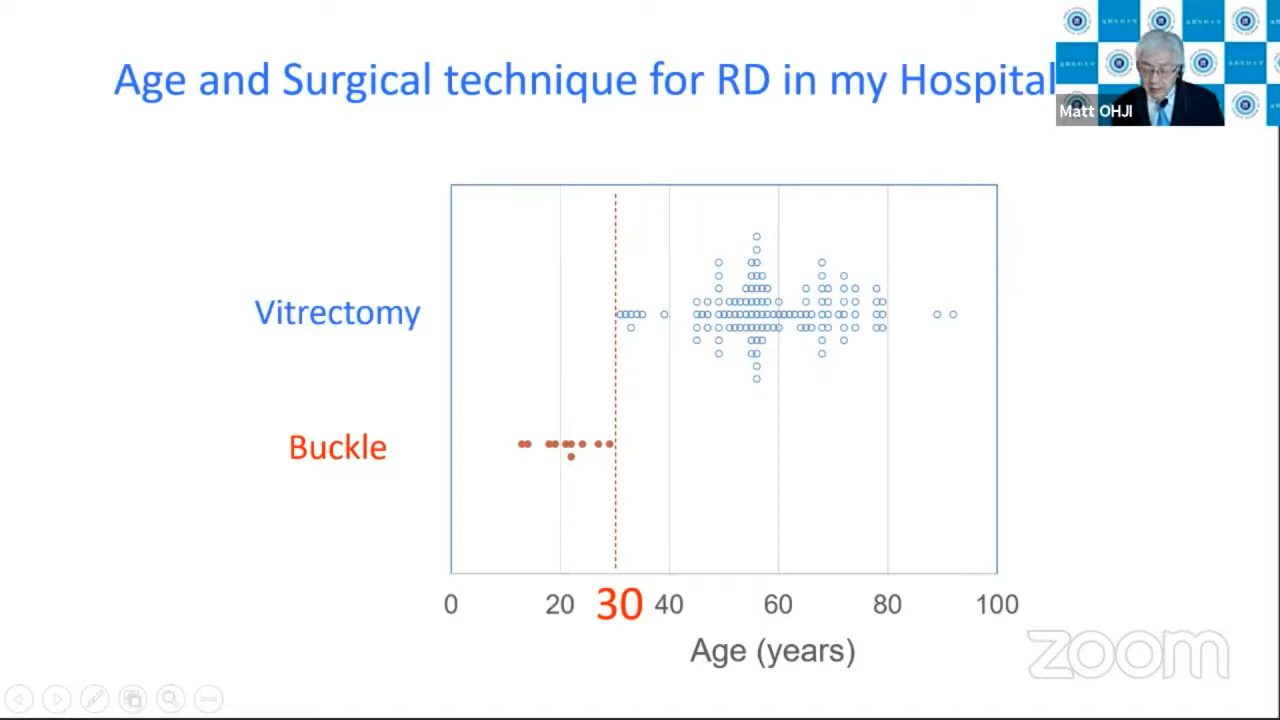 Age and Surgical technique for RD in my Hospital
Matt OHJI
Vitrectomy
Buckle
0 20 30 40 60 80 100
Age (years)
zoom